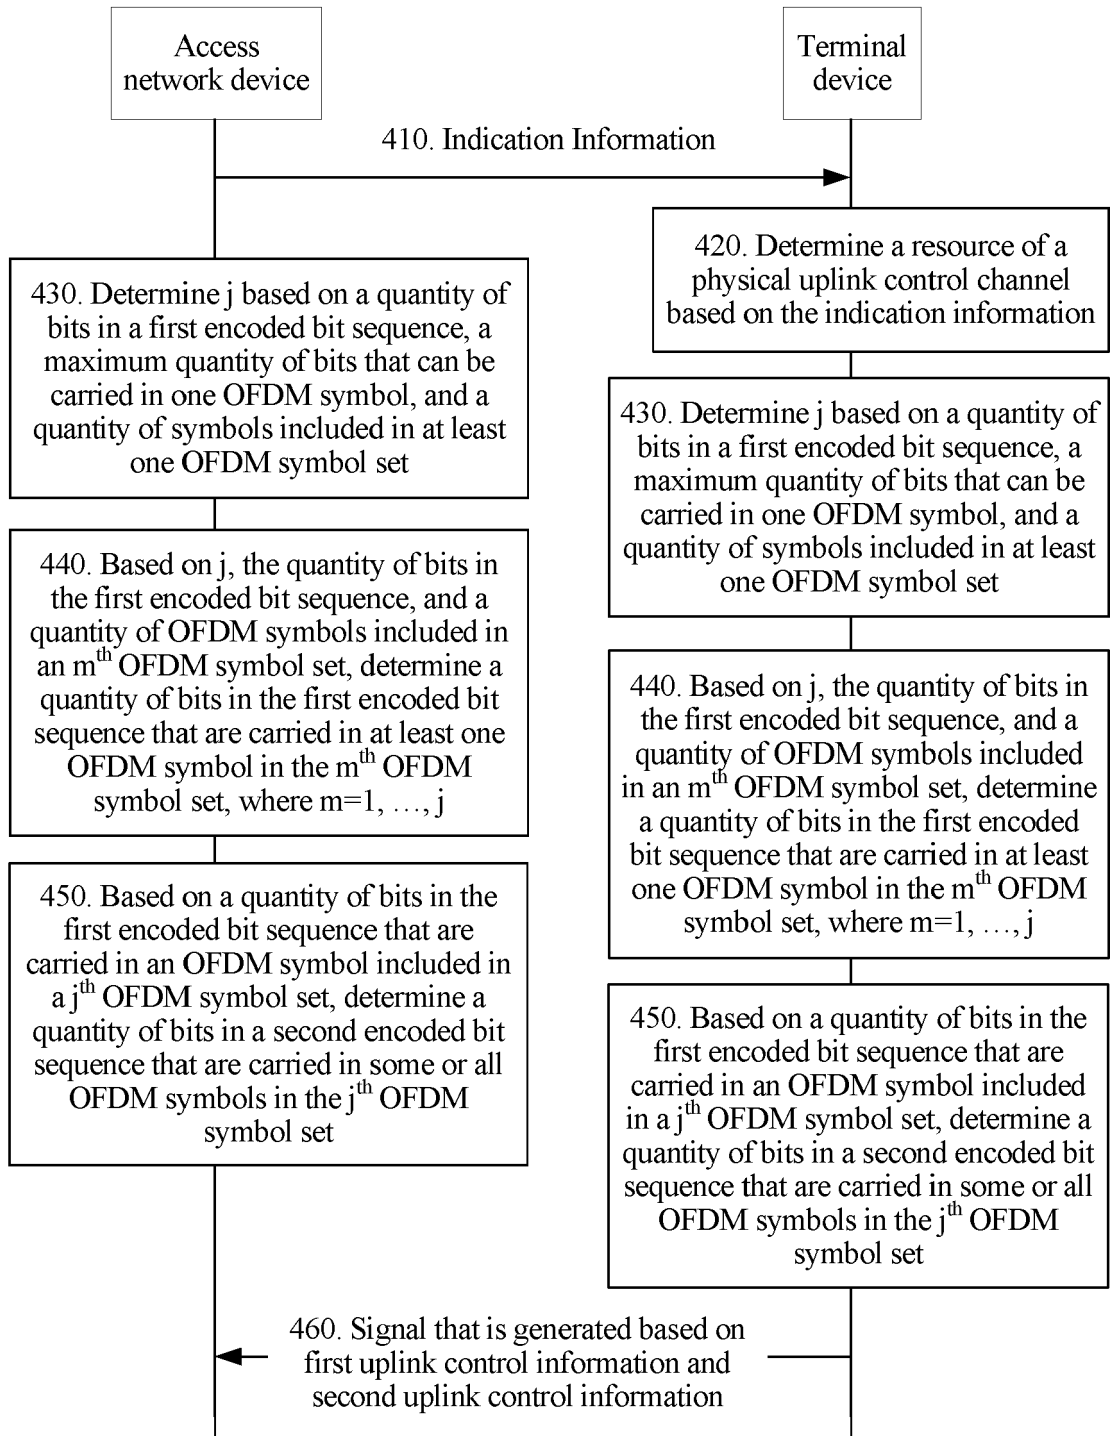 Access
network device
Terminal
device
410. Indication Information
420. Determine a resource of a
physical uplink control channel
based on the indication information
430. Determine j based on a quantity of
bits in a first encoded bit sequence, a
maximum quantity of bits that can be
carried in one OFDM symbol, and a
quantity of symbols included in at least
one OFDM symbol set
430. Determine j based on a quantity of
bits in a first encoded bit sequence, a
maximum quantity of bits that can be
carried in one OFDM symbol, and a
quantity of symbols included in at least
one OFDM symbol set
440. Based on j, the quantity of bits in
the first encoded bit sequence, and a
quantity of OFDM symbols included in
an mth OFDM symbol set, determine a
quantity of bits in the first encoded bit
sequence that are carried in at least one
OFDM symbol in the mth OFDM
symbol set, where m=1, …, j
440. Based on j, the quantity of bits in
the first encoded bit sequence, and a
quantity of OFDM symbols included
in an mth OFDM symbol set, determine
a quantity of bits in the first encoded
bit sequence that are carried in at least
one OFDM symbol in the mth OFDM
symbol set, where m=1, …, j
450. Based on a quantity of bits in the
first encoded bit sequence that are
carried in an OFDM symbol included in
a jth OFDM symbol set, determine a
quantity of bits in a second encoded bit
sequence that are carried in some or all
OFDM symbols in the jth OFDM
symbol set
450. Based on a quantity of bits in the
first encoded bit sequence that are
carried in an OFDM symbol included
in a jth OFDM symbol set, determine a
quantity of bits in a second encoded bit
sequence that are carried in some or all
OFDM symbols in the jth OFDM
symbol set
460. Signal that is generated based on
first uplink control information and
second uplink control information